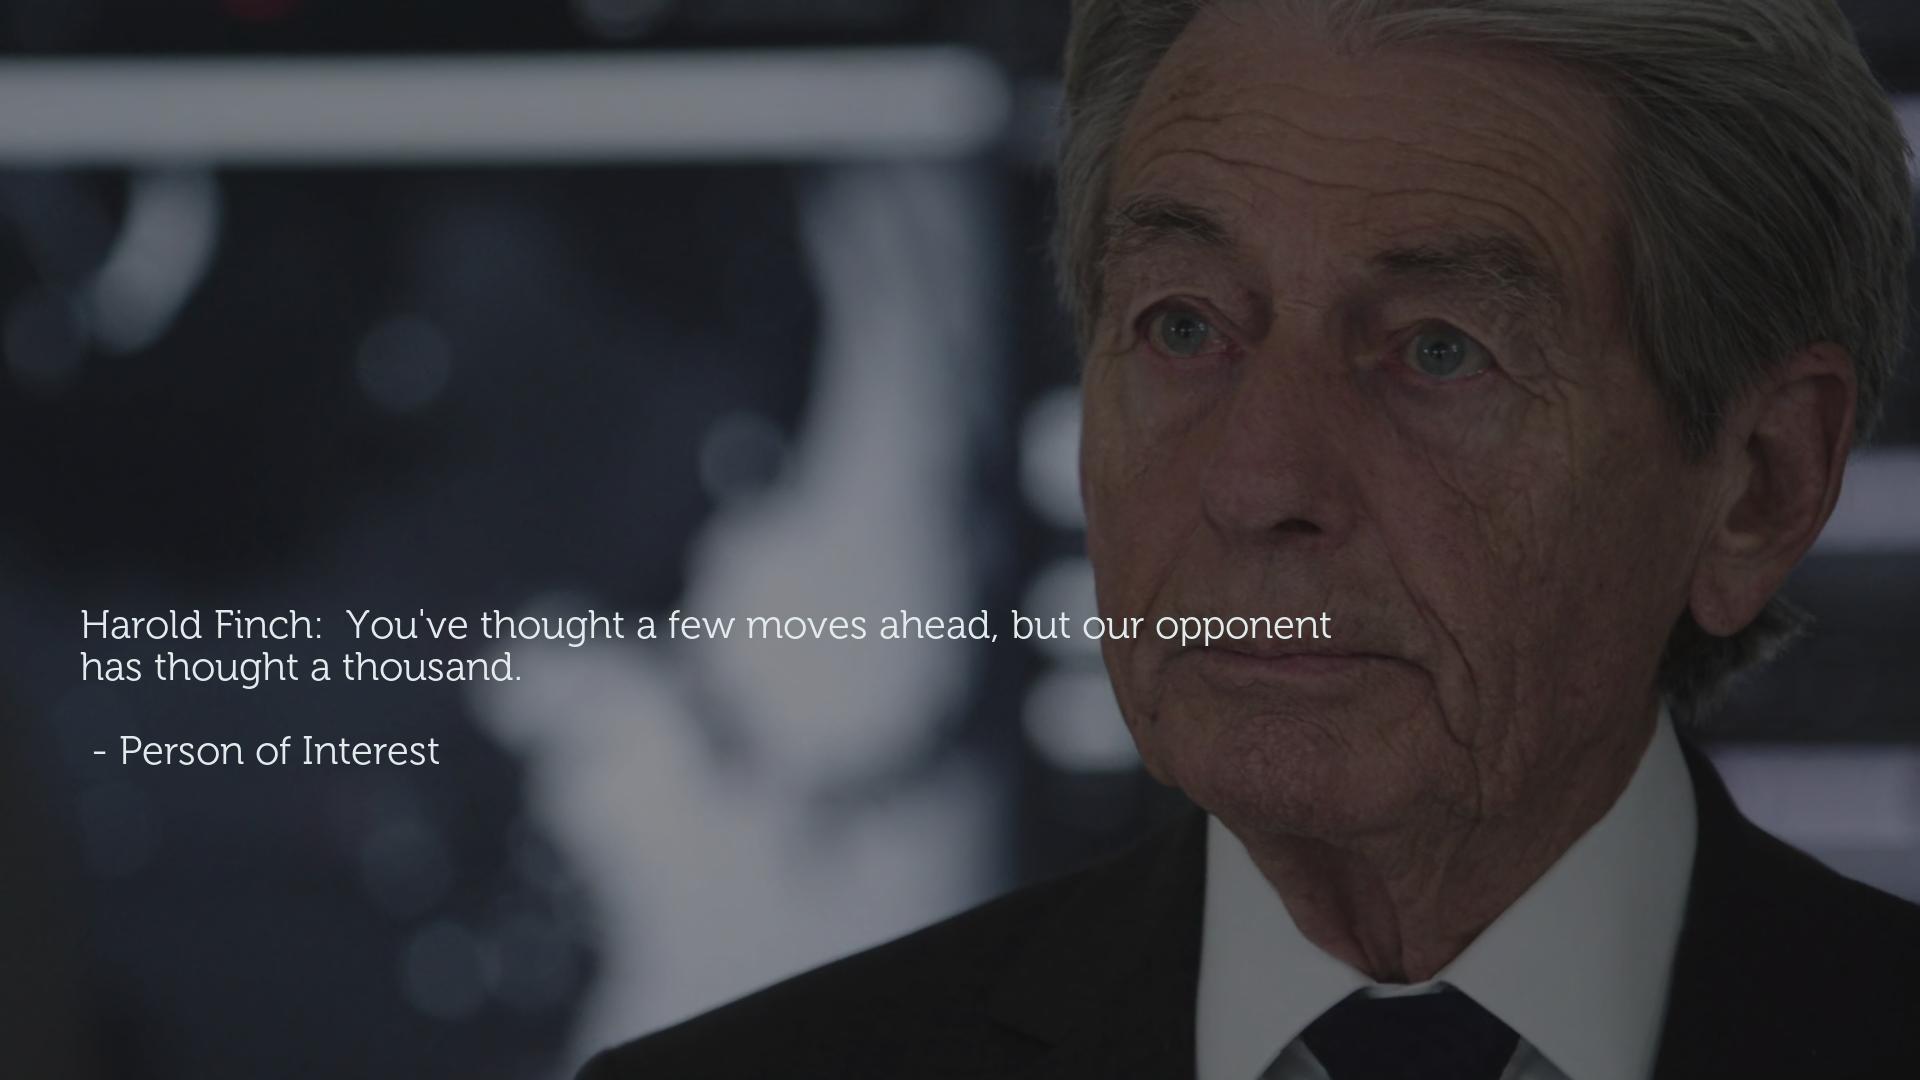 Harold Finch:  You've thought a few moves ahead, but our opponent
has thought a thousand.
- Person of Interest